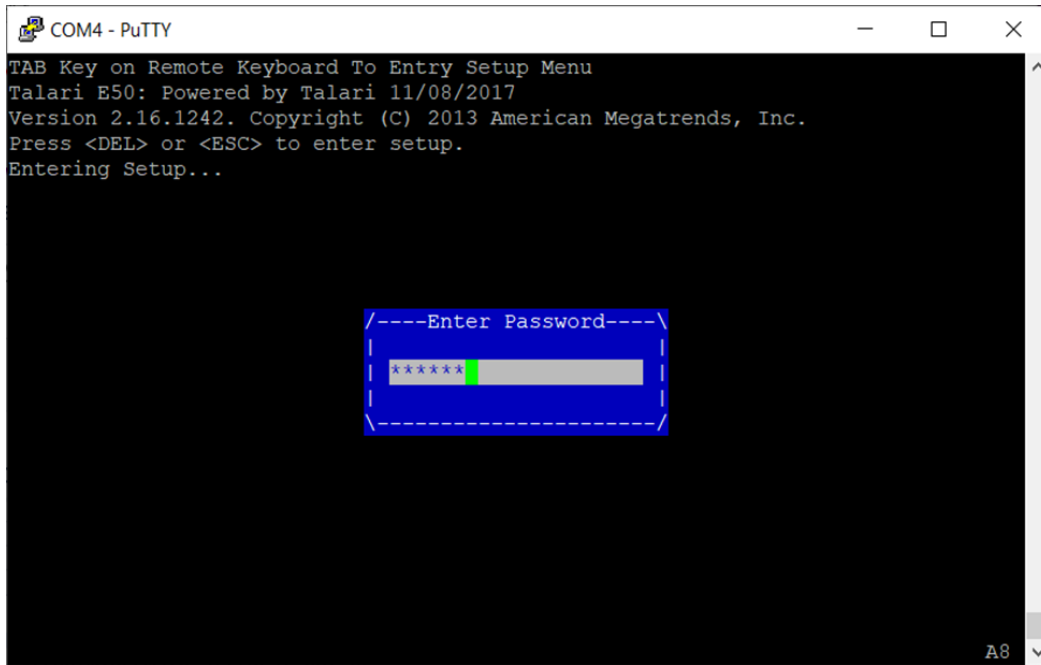 COM4 - PuTTY
TAB Key on Remote Keyboard To Entry Setup Menu
Talari E50: Powered by Talari 11/08/2017
Version 2.16.1242. Copyright (C) 2013 American Megatrends, Inc.
Press <DEL> or <ESC> to enter setup.
Entering Setup...
/----Enter Password----\
| |
| ****** |
| |
\----------------------/
A8